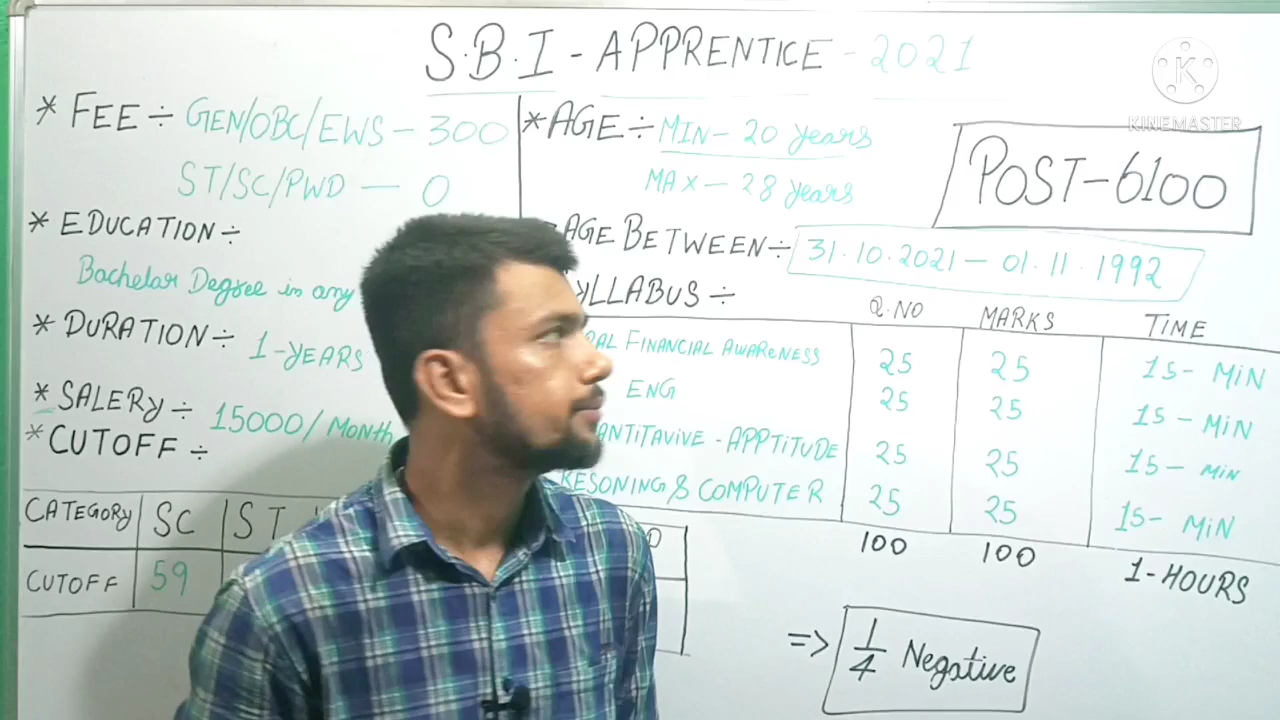 S.B.I - APPRENTICE - 2021
KINEMASTER
* FEE ÷ GEN/OBC/EWS - 300
ST/SC/PWD - 0
* EDUCATION ÷
Bachelar Degree in any
* DURATION ÷ 1-YEARS
* SALERY ÷ 15000/MONTH
* CUTOFF ÷
CATEGORY SC ST
CUTOFF 59
* AGE ÷ MIN - 20 years
MAX - 28 years
POST-6100
AGE BETWEEN ÷ 31.10.2021 - 01.11.1992
SYLLABUS ÷
Q.NO MARKS TIME
FINANCIAL AWARENESS 25 25 15- MIN
ENG 25 25 15 - MIN
ANTITAVIVE - APPTITUDE 25 25 15 - MIN
RESONING & COMPUTER 25 25 15- MIN
100 100 1-HOURS
=> 1/4 Negative